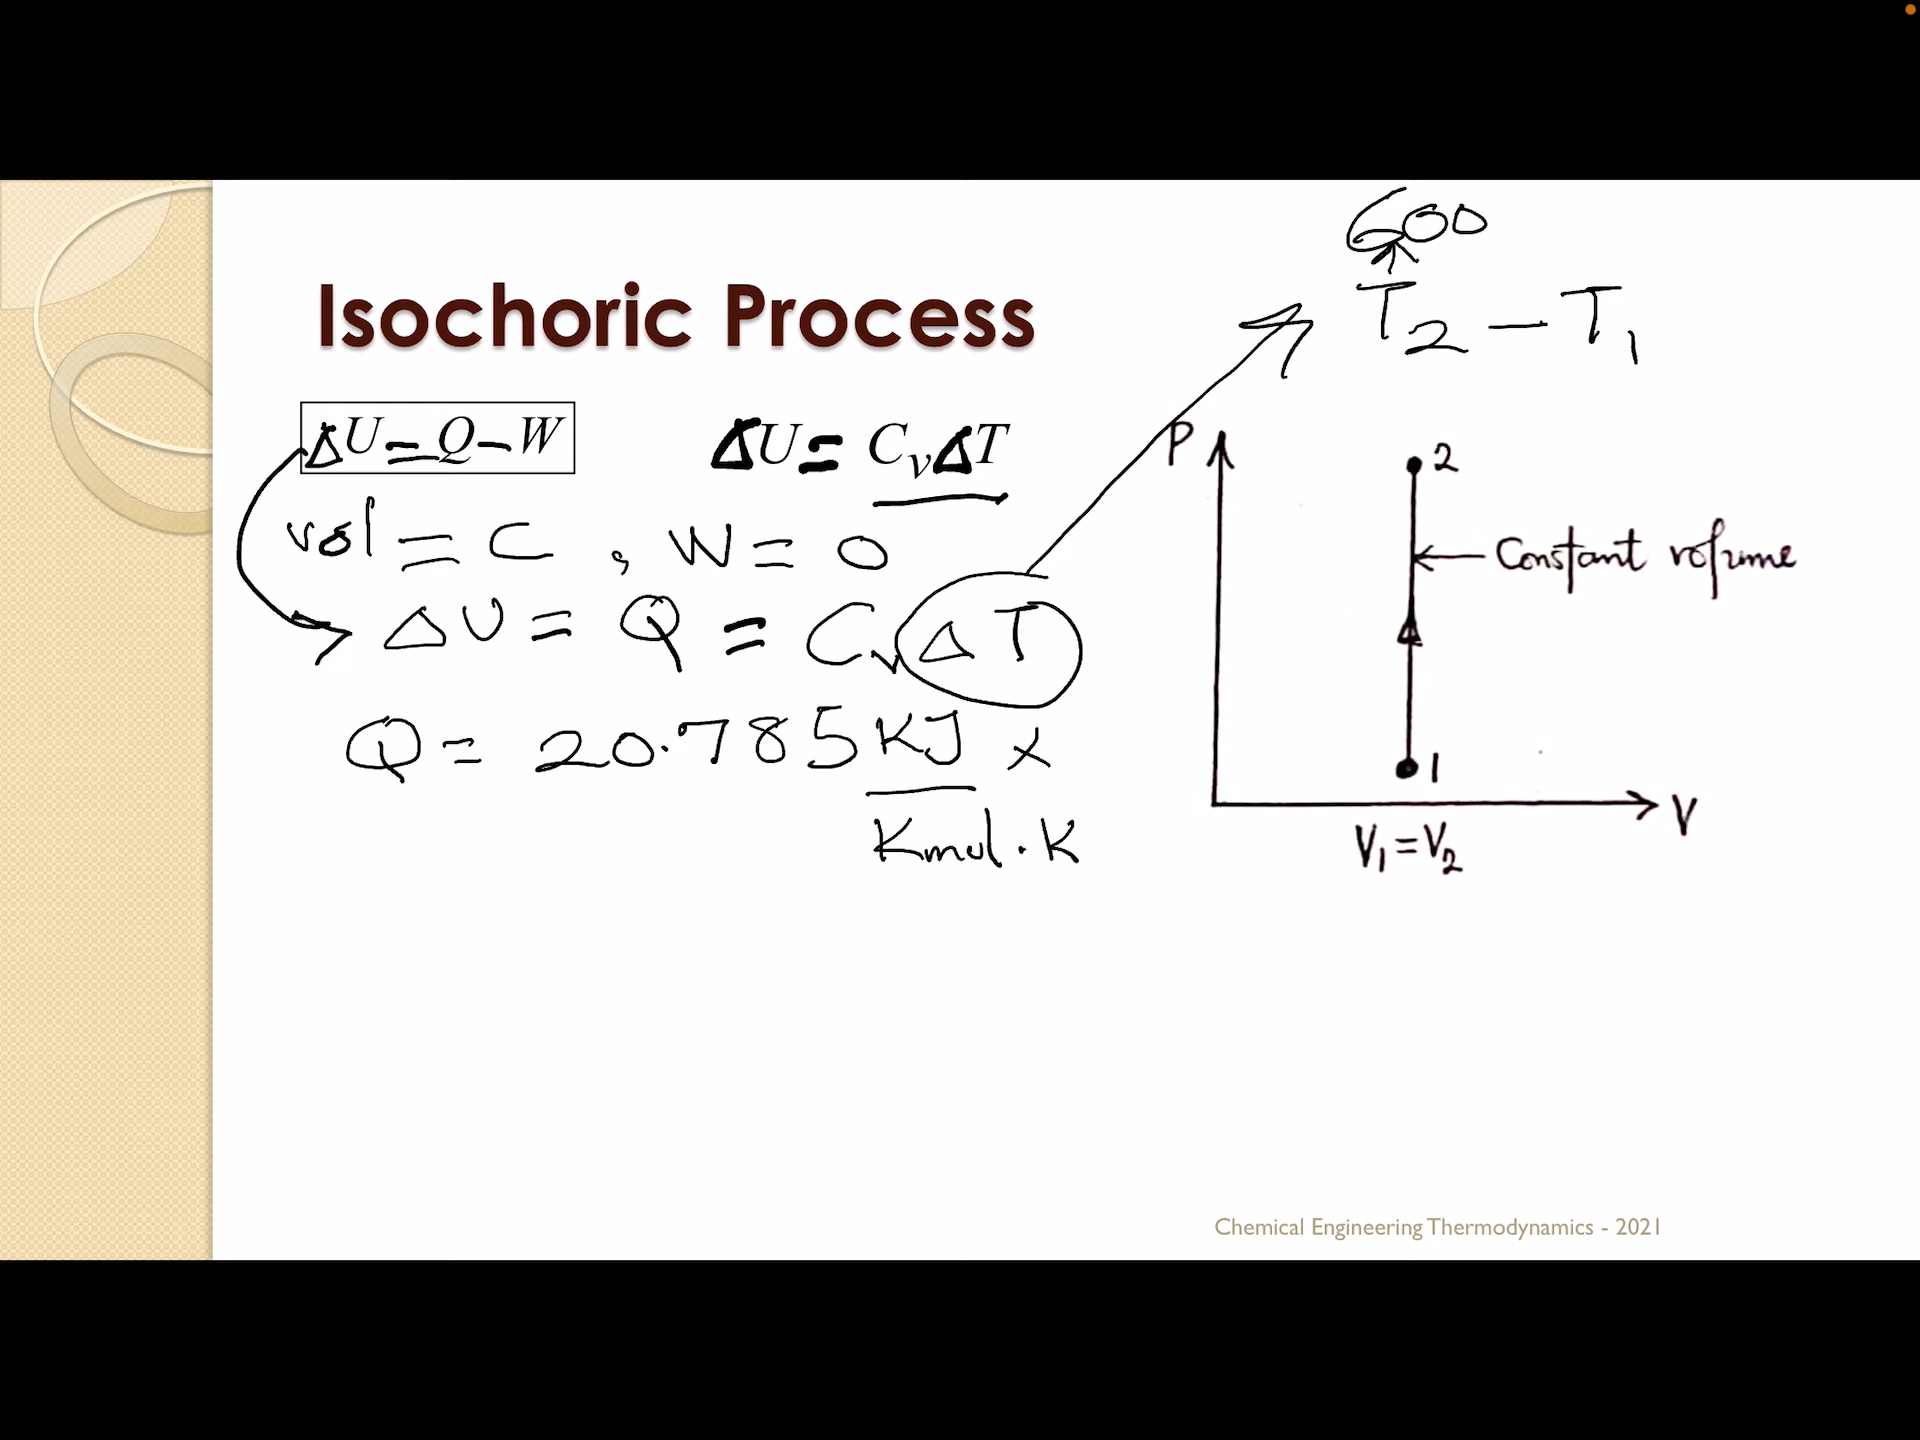 600
Isochoric Process
T₂ – T₁
ΔU = Q – W
ΔU = CᵥΔT
vol = C , W = 0
ΔU = Q = CᵥΔT
Q = 20.785 KJ ×
Kmol · K
P
2
Constant volume
1
V
V₁ = V₂
Chemical Engineering Thermodynamics - 2021